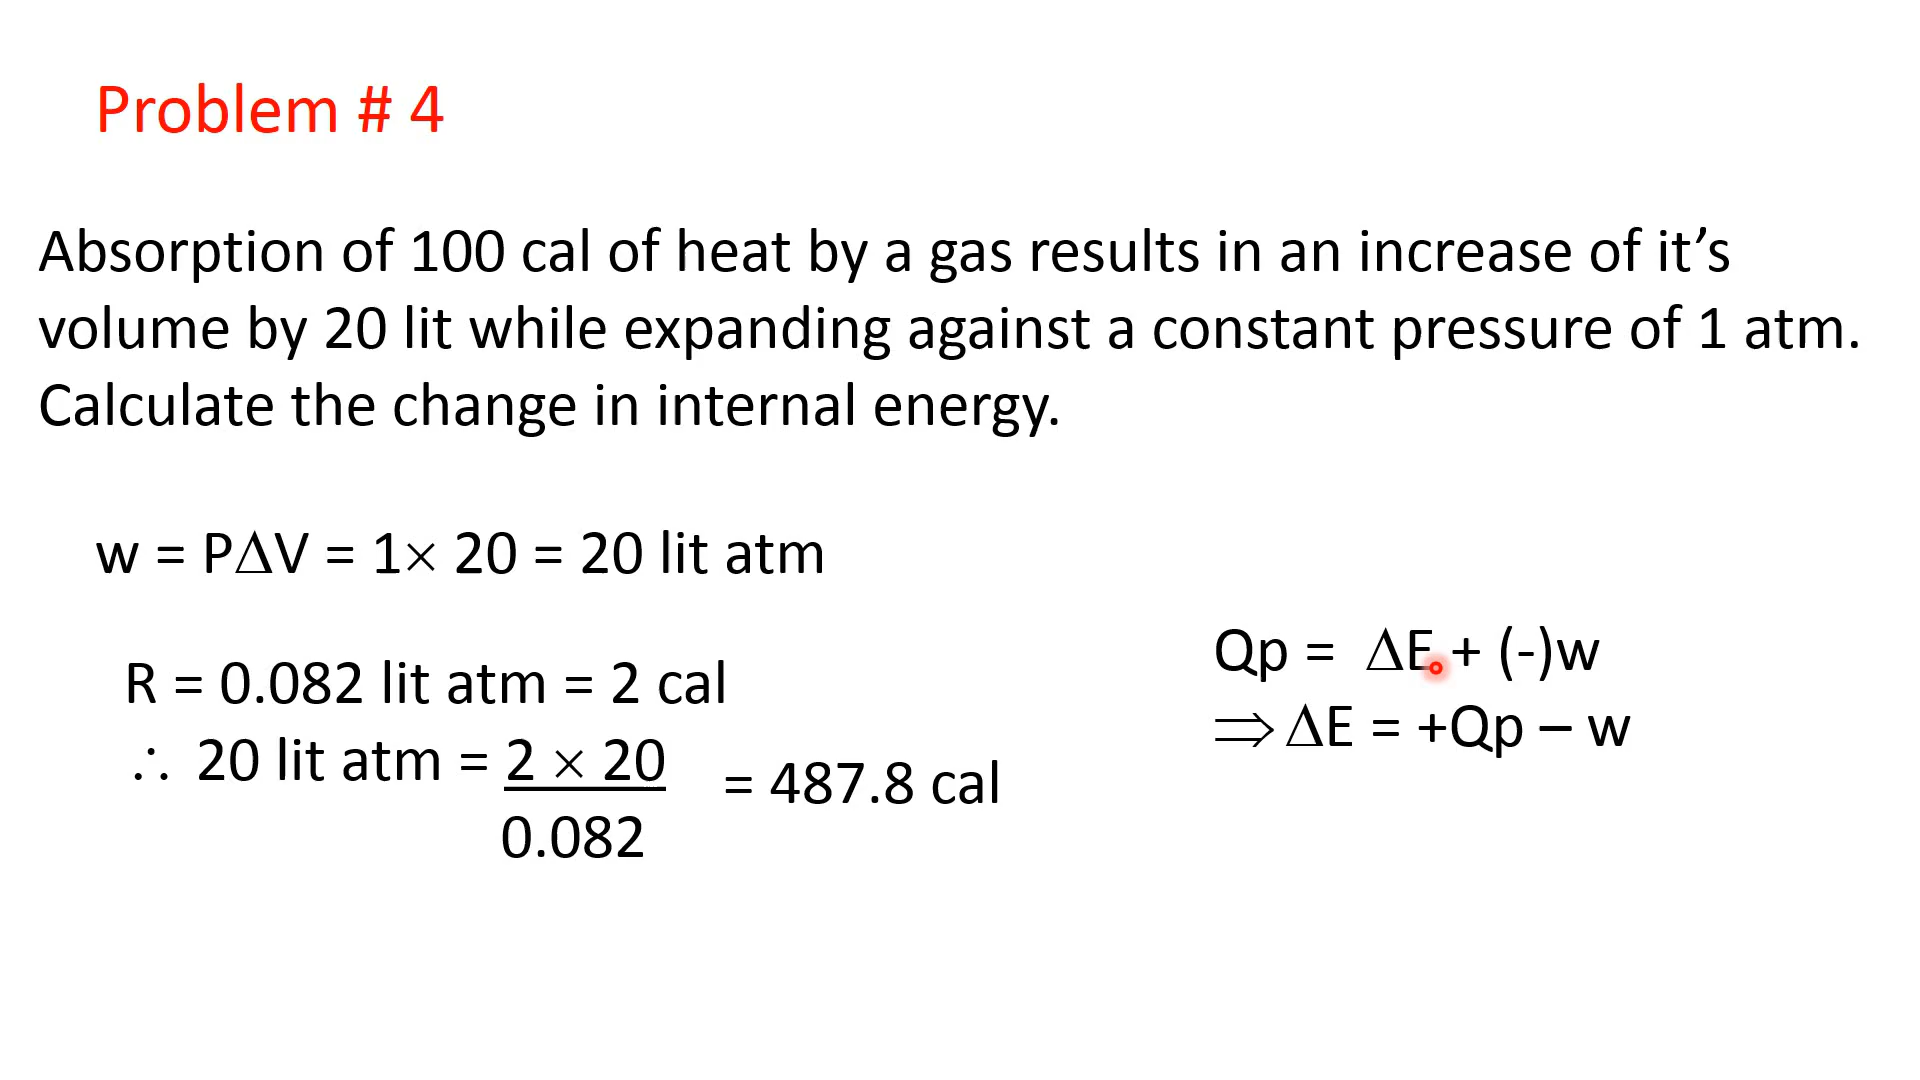 Problem # 4
Absorption of 100 cal of heat by a gas results in an increase of it’s
volume by 20 lit while expanding against a constant pressure of 1 atm.
Calculate the change in internal energy.
w = PΔV = 1× 20 = 20 lit atm
R = 0.082 lit atm = 2 cal
∴ 20 lit atm = 2 × 20
0.082
= 487.8 cal
Qp = ΔE + (-)w
⇒ΔE = +Qp – w